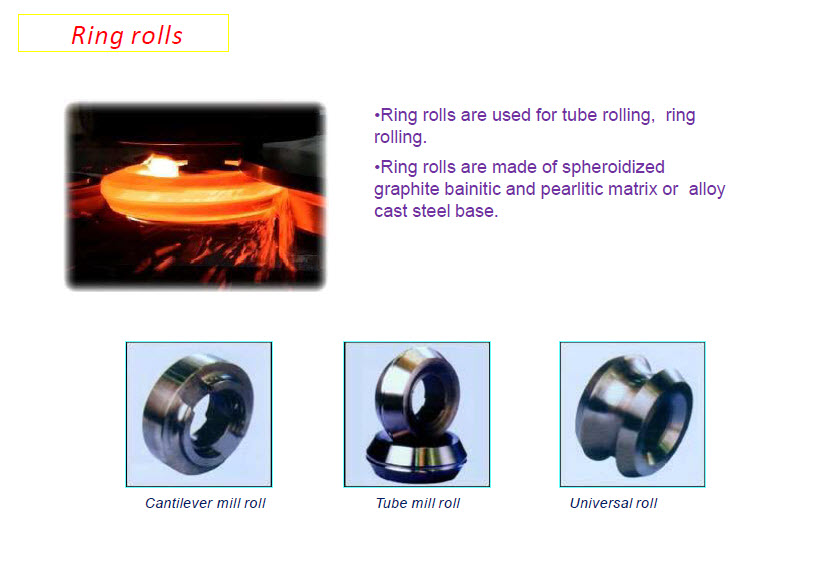 Ring rolls
•Ring rolls are used for tube rolling, ring
rolling.
•Ring rolls are made of spheroidized
graphite bainitic and pearlitic matrix or alloy
cast steel base.
Cantilever mill roll
Tube mill roll
Universal roll